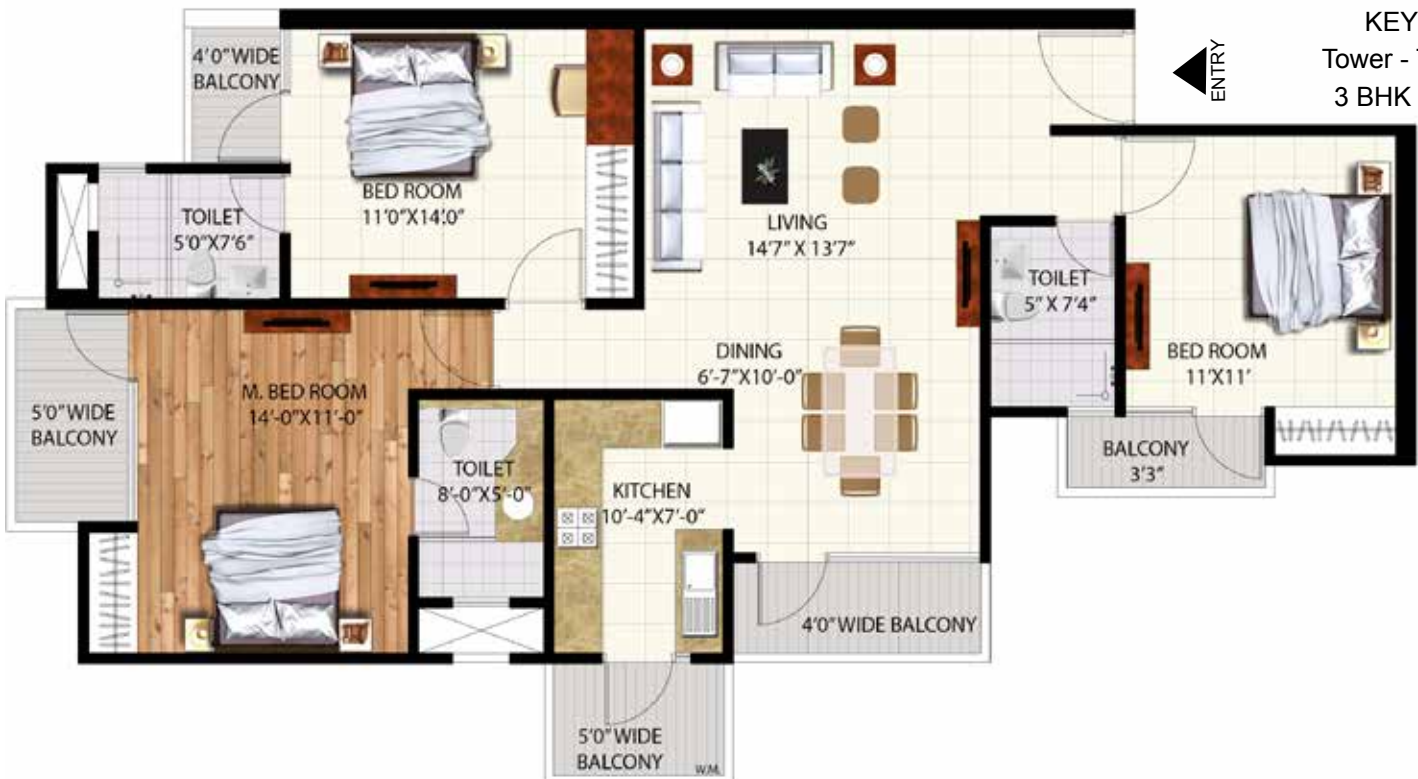 KEY
Tower -
3 BHK
ENTRY
4'0" WIDE
BALCONY
BED ROOM
11'0"X14'.0"
TOILET
5'0"X7'6"
LIVING
14'7" X 13'7"
TOILET
5" X 7'4"
BED ROOM
11'X11'
BALCONY
3'3"
DINING
6'-7"X10'-0"
M. BED ROOM
14'-0"X11'-0"
5'0" WIDE
BALCONY
TOILET
8'-0"X5'-0"
KITCHEN
10'-4"X7'-0"
4'0" WIDE BALCONY
5'0" WIDE
BALCONY
W.M.